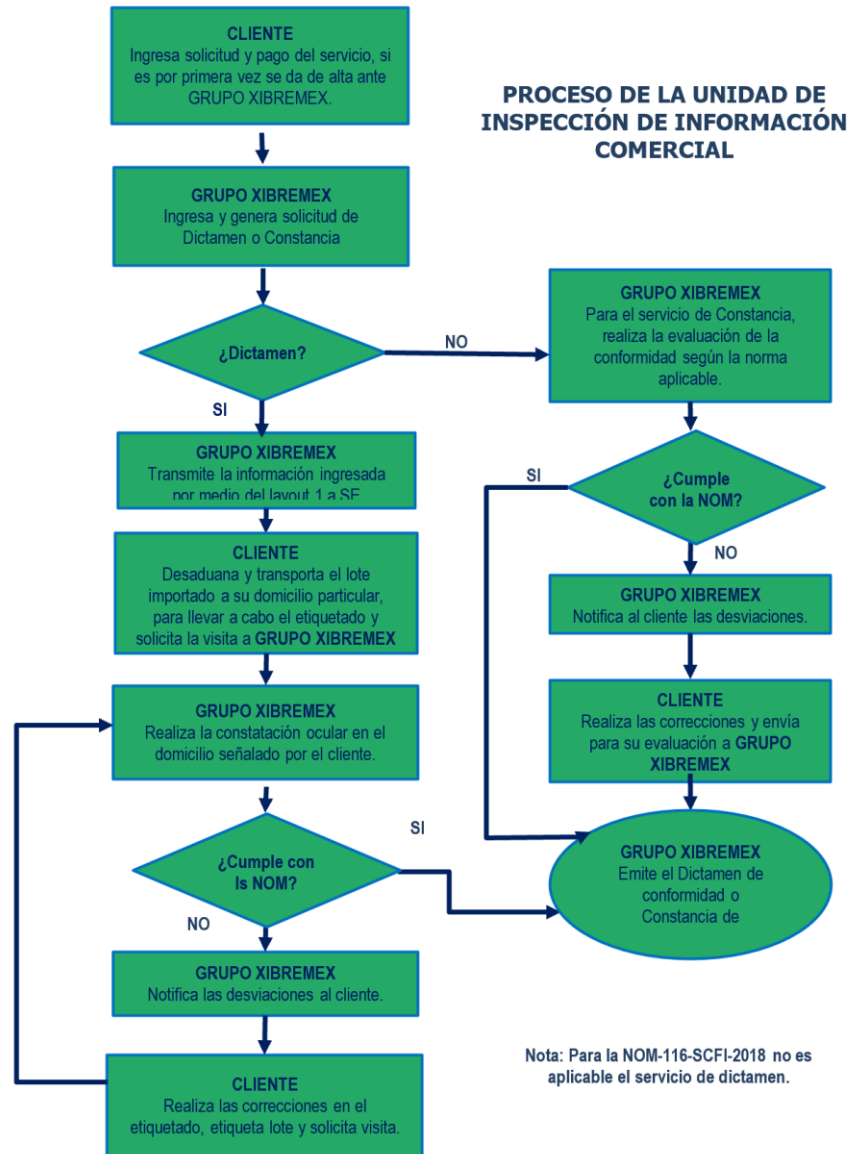 CLIENTE
Ingresa solicitud y pago del servicio, si
es por primera vez se da de alta ante
GRUPO XIBREMEX.
PROCESO DE LA UNIDAD DE
INSPECCIÓN DE INFORMACIÓN
COMERCIAL
GRUPO XIBREMEX
Ingresa y genera solicitud de
Dictamen o Constancia
¿Dictamen?
NO
SI
GRUPO XIBREMEX
Para el servicio de Constancia,
realiza la evaluación de la
conformidad según la norma
aplicable.
GRUPO XIBREMEX
Transmite la información ingresada
por medio del layout 1 a SE
¿Cumple
con la NOM?
SI
NO
CLIENTE
Desaduana y transporta el lote
importado a su domicilio particular,
para llevar a cabo el etiquetado y
solicita la visita a GRUPO XIBREMEX
GRUPO XIBREMEX
Notifica al cliente las desviaciones.
GRUPO XIBREMEX
Realiza la constatación ocular en el
domicilio señalado por el cliente.
CLIENTE
Realiza las correcciones y envía
para su evaluación a GRUPO
XIBREMEX
¿Cumple con
ls NOM?
SI
NO
GRUPO XIBREMEX
Emite el Dictamen de
conformidad o
Constancia de
GRUPO XIBREMEX
Notifica las desviaciones al cliente.
CLIENTE
Realiza las correcciones en el
etiquetado, etiqueta lote y solicita visita.
Nota: Para la NOM-116-SCFI-2018 no es
aplicable el servicio de dictamen.